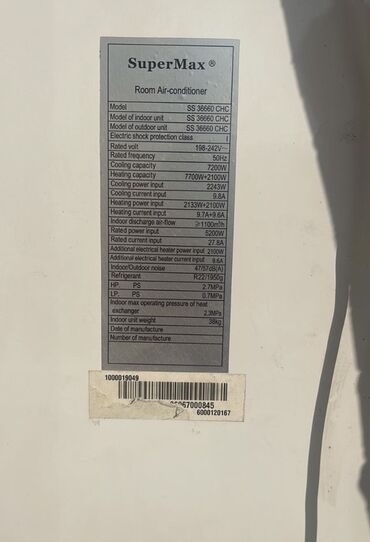 SuperMax ®
Room Air-conditioner
Model SS 36660 CHC
Model of indoor unit SS 36660 CHC
Model of outdoor unit SS 36660 CHC
Electric shock protection class I
Rated volt 198-242V~
Rated frequency 50Hz
Cooling capacity 7200W
Heating capacity 7700W+2100W
Cooling power input 2243W
Cooling current input 9.8A
Heating power input 2133W+2100W
Heating current input 9.7A+9.6A
Indoor discharge air-flow ≥1100m³/h
Rated power input 5200W
Rated current input 27.8A
Additional electrical heater power input 2100W
Additional electrical heater current input 9.6A
Indoor/Outdoor noise 47/57dB(A)
Refrigerant R22/1950g
HP: PS 2.7MPa
LP: PS 0.7MPa
Indoor max operating pressure of heat
exchanger 2.3MPa
Indoor unit weight 38kg
Date of manufacture
Number of manufacture
1000019049
67000845
6000120167